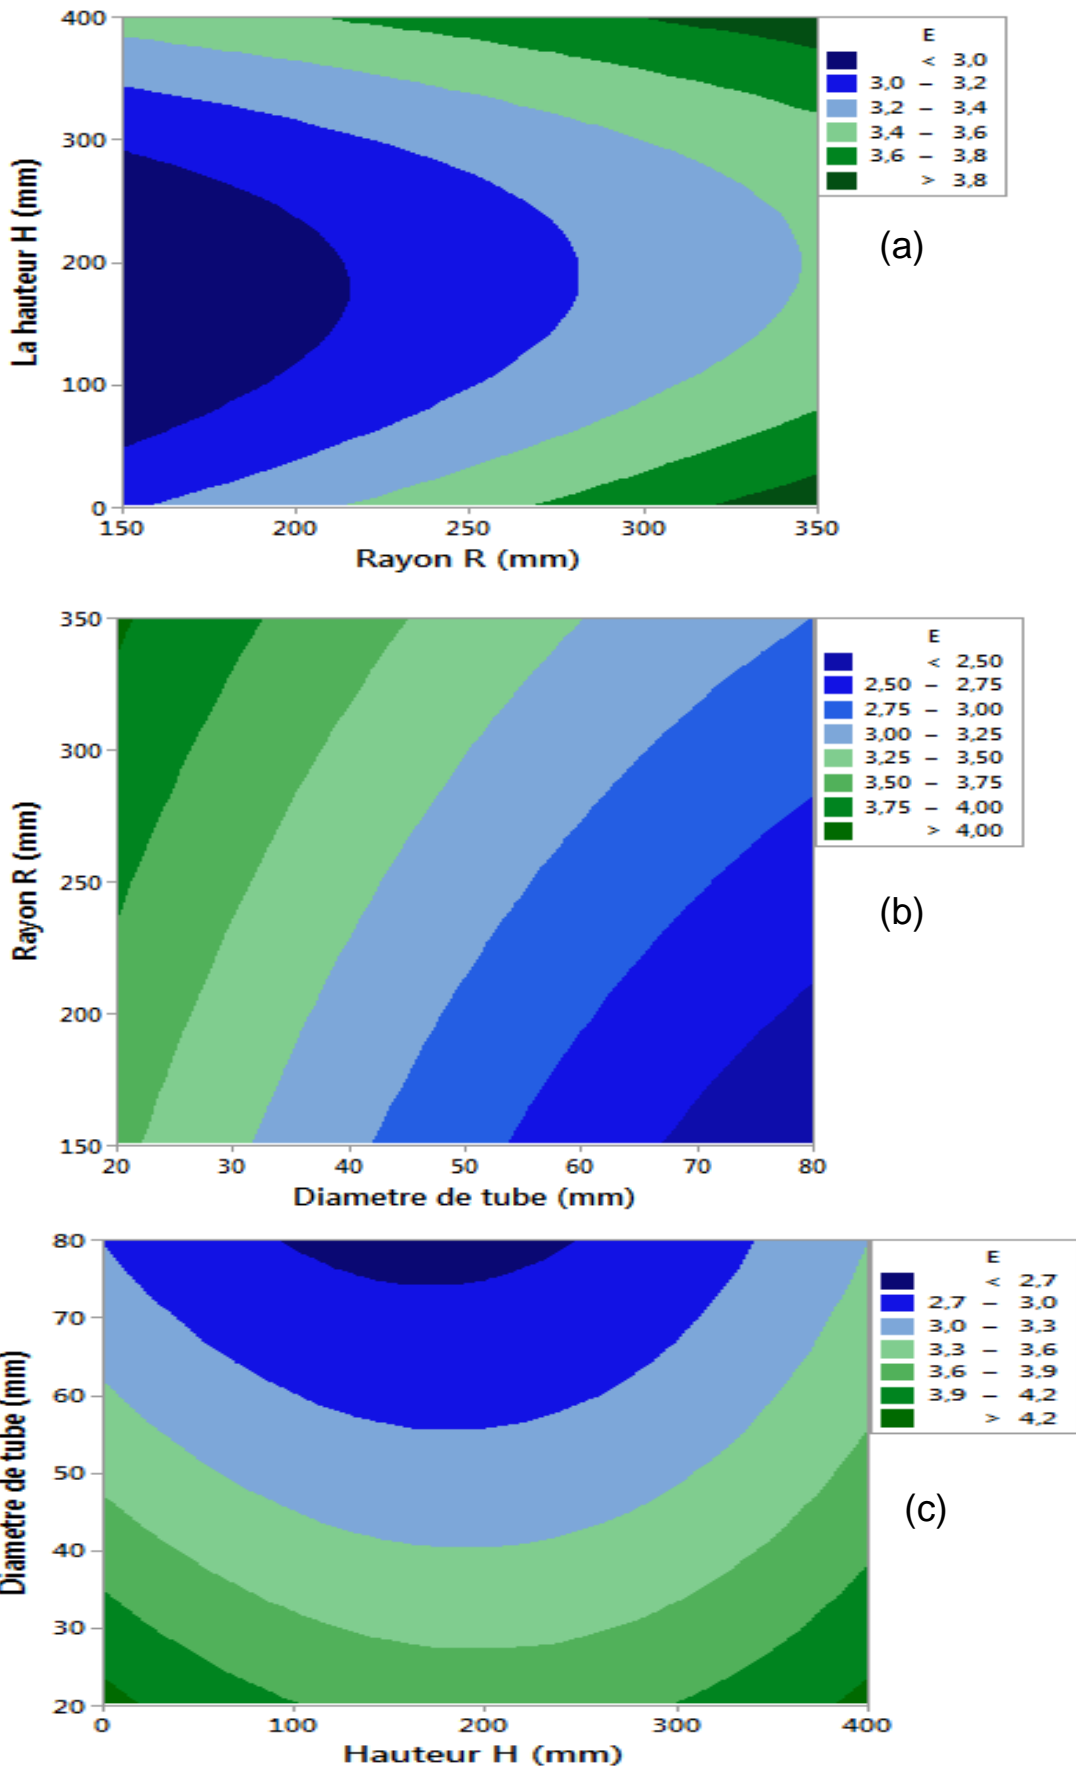 400
300
200
100
0
La hauteur H (mm)
150 200 250 300 350
Rayon R (mm)
E
< 3,0
3,0 – 3,2
3,2 – 3,4
3,4 – 3,6
3,6 – 3,8
> 3,8
(a)
350
300
250
200
150
Rayon R (mm)
20 30 40 50 60 70 80
Diametre de tube (mm)
E
< 2,50
2,50 – 2,75
2,75 – 3,00
3,00 – 3,25
3,25 – 3,50
3,50 – 3,75
3,75 – 4,00
> 4,00
(b)
80
70
60
50
40
30
20
Diametre de tube (mm)
0 100 200 300 400
Hauteur H (mm)
E
< 2,7
2,7 – 3,0
3,0 – 3,3
3,3 – 3,6
3,6 – 3,9
3,9 – 4,2
> 4,2
(c)